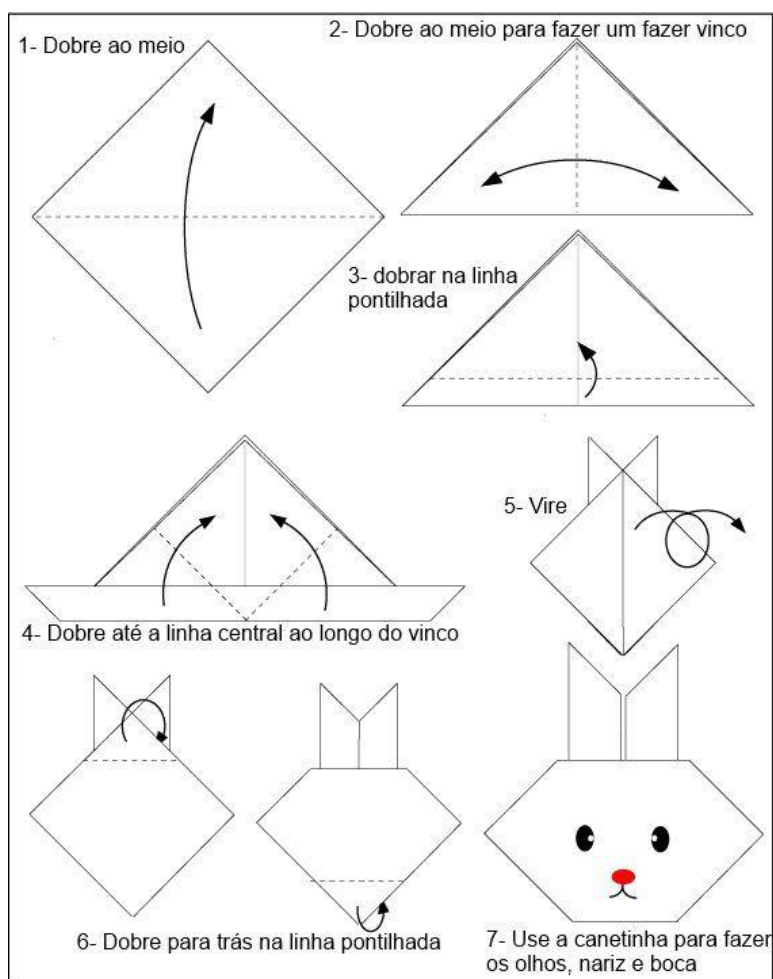 1- Dobre ao meio
2- Dobre ao meio para fazer um fazer vinco
3- dobrar na linha
pontilhada
4- Dobre até a linha central ao longo do vinco
5- Vire
6- Dobre para trás na linha pontilhada
7- Use a canetinha para fazer
os olhos, nariz e boca